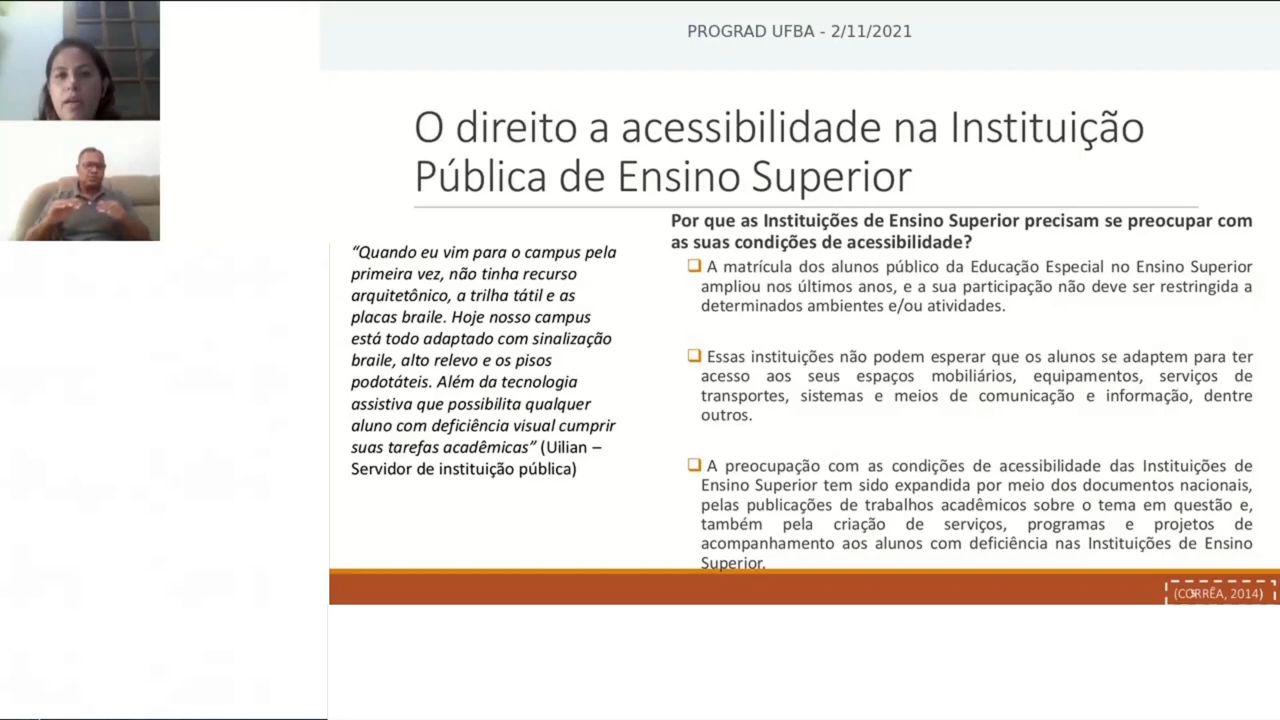 PROGRAD UFBA - 2/11/2021
O direito a acessibilidade na Instituição
Pública de Ensino Superior
“Quando eu vim para o campus pela
primeira vez, não tinha recurso
arquitetônico, a trilha tátil e as
placas braile. Hoje nosso campus
está todo adaptado com sinalização
braile, alto relevo e os pisos
podotáteis. Além da tecnologia
assistiva que possibilita qualquer
aluno com deficiência visual cumprir
suas tarefas acadêmicas” (Uilian –
Servidor de instituição pública)
Por que as Instituições de Ensino Superior precisam se preocupar com
as suas condições de acessibilidade?
A matrícula dos alunos público da Educação Especial no Ensino Superior
ampliou nos últimos anos, e a sua participação não deve ser restringida a
determinados ambientes e/ou atividades.
Essas instituições não podem esperar que os alunos se adaptem para ter
acesso aos seus espaços mobiliários, equipamentos, serviços de
transportes, sistemas e meios de comunicação e informação, dentre
outros.
A preocupação com as condições de acessibilidade das Instituições de
Ensino Superior tem sido expandida por meio dos documentos nacionais,
pelas publicações de trabalhos acadêmicos sobre o tema em questão e,
também pela criação de serviços, programas e projetos de
acompanhamento aos alunos com deficiência nas Instituições de Ensino
Superior.
(CORRÊA, 2014)